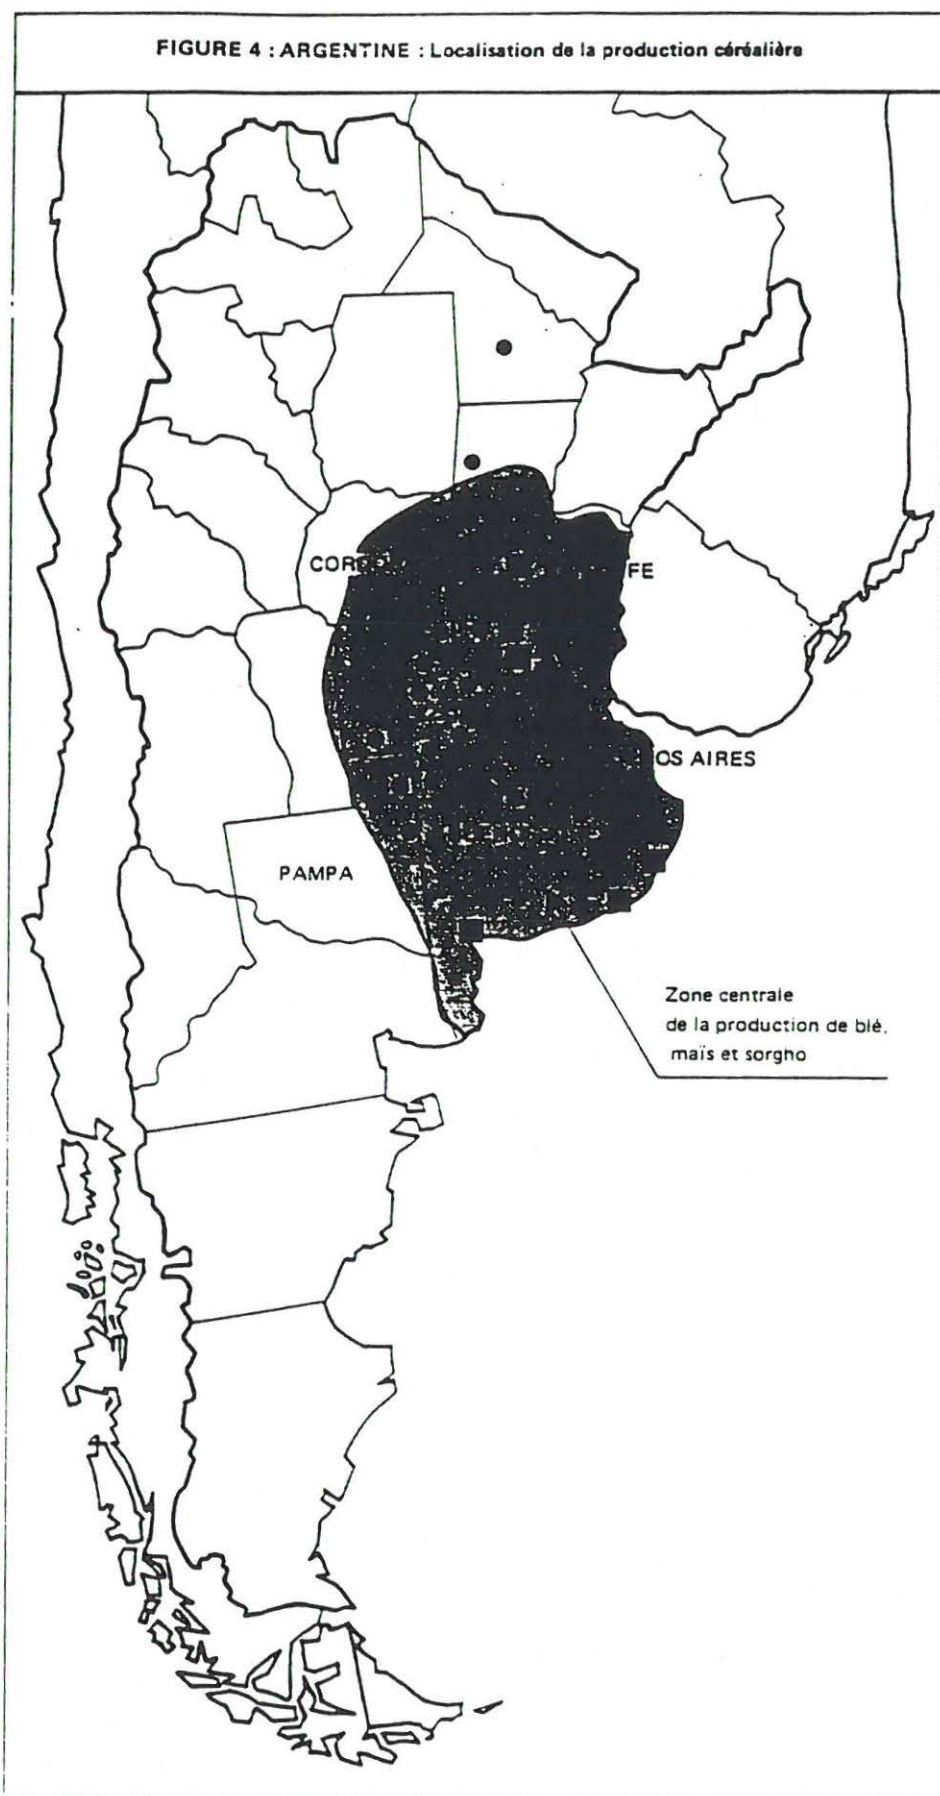 FIGURE 4 : ARGENTINE : Localisation de la production céréalière
FE
OS AIRES
PAMPA
Zone centrale
de la production de blé,
maïs et sorgho